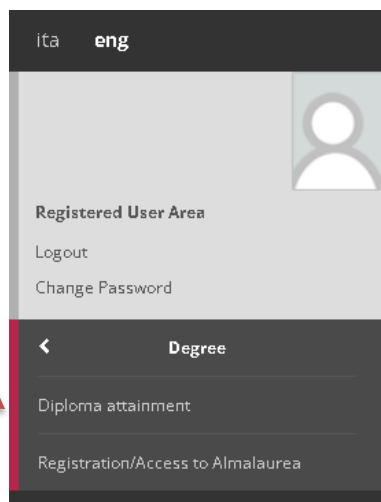 ita eng
Registered User Area
Logout
Change Password
Degree
Diploma attainment
Registration/Access to Almalaurea